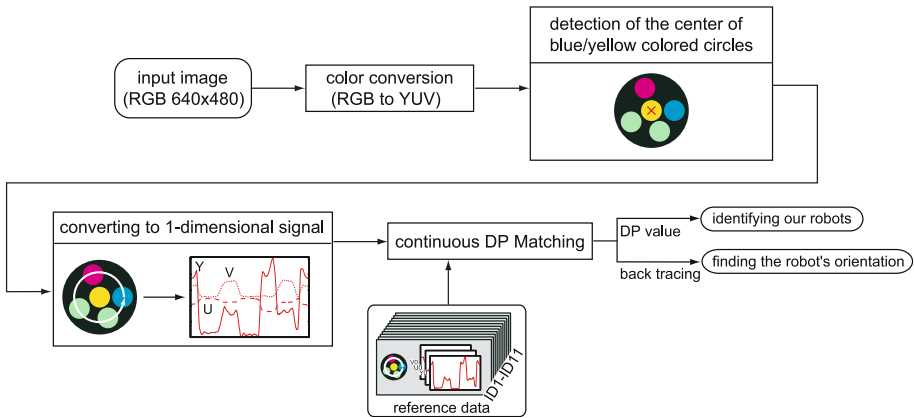 input image
(RGB 640x480)
color conversion
(RGB to YUV)
detection of the center of
blue/yellow colored circles
converting to 1-dimensional signal
Y
V
U
continuous DP Matching
DP value
identifying our robots
back tracing
finding the robot's orientation
ID1-ID11
reference data